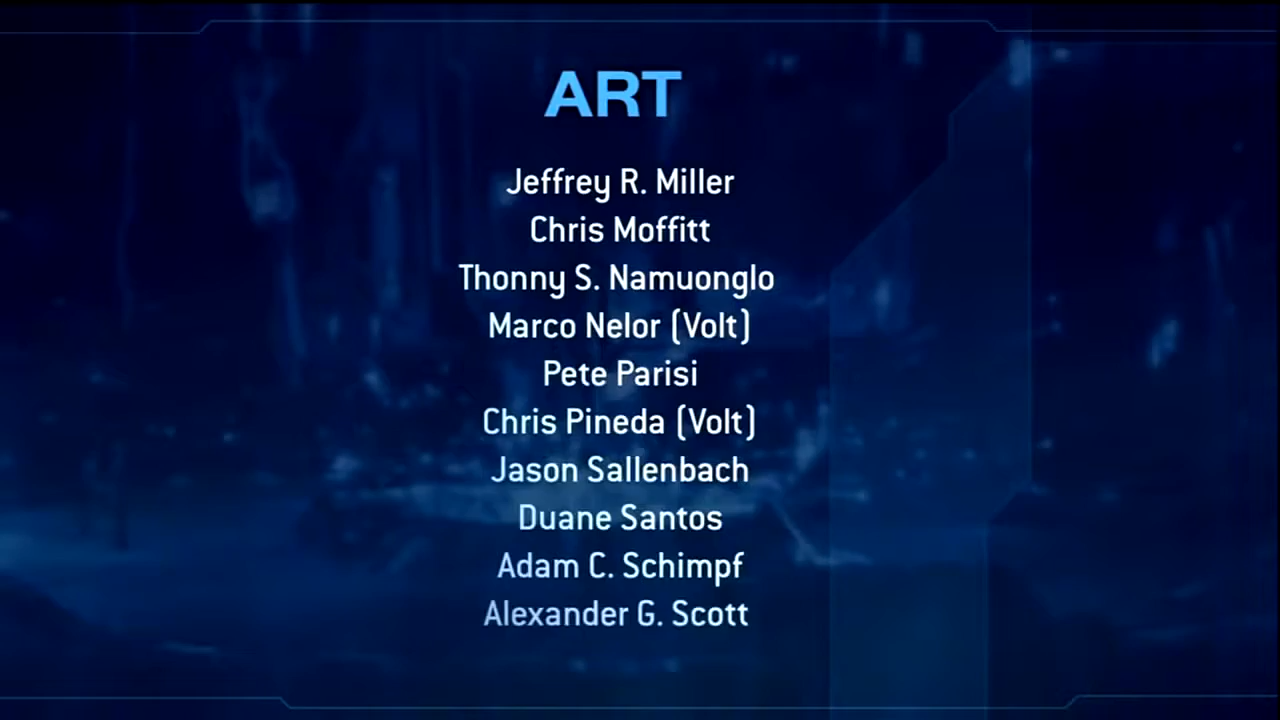 ART
Jeffrey R. Miller
Chris Moffitt
Thonny S. Namuonglo
Marco Nelor (Volt)
Pete Parisi
Chris Pineda (Volt)
Jason Sallenbach
Duane Santos
Adam C. Schimpf
Alexander G. Scott